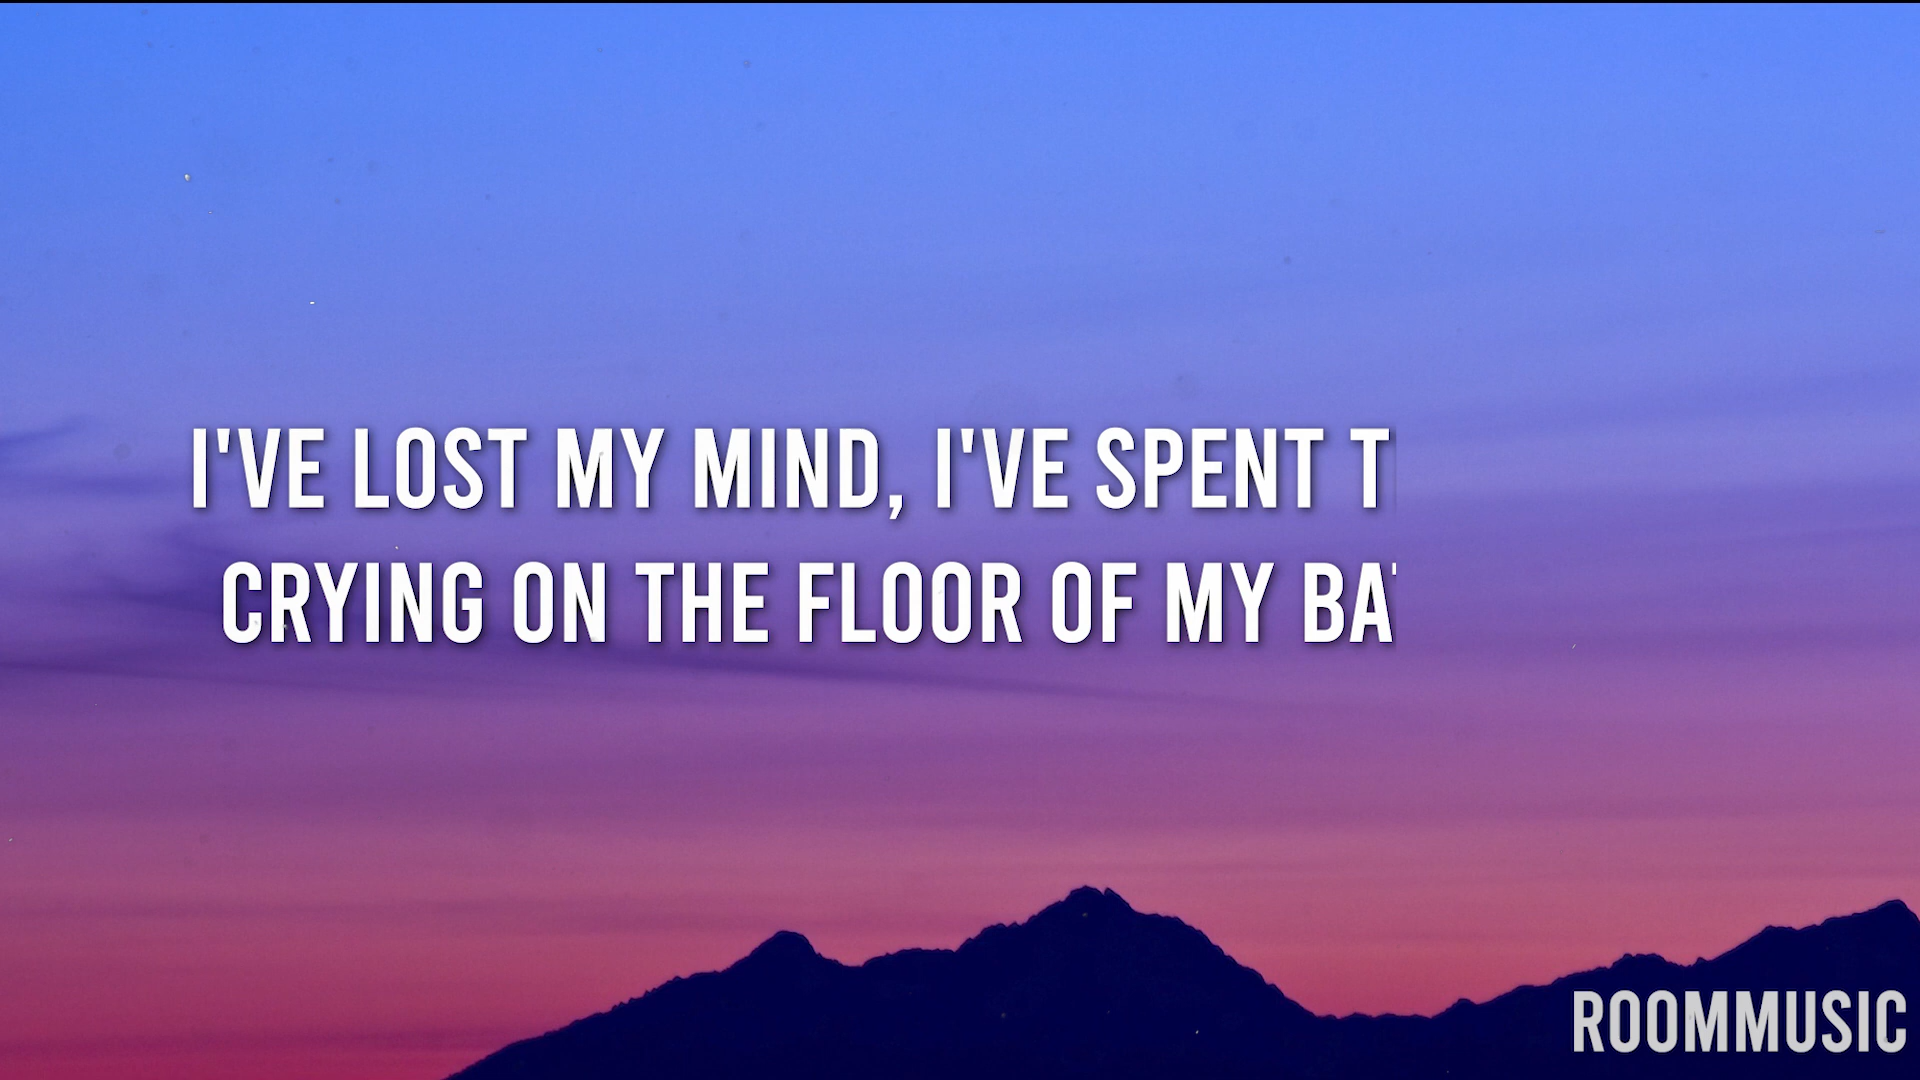 I'VE LOST MY MIND, I'VE SPENT T
CRYING ON THE FLOOR OF MY BA
ROOMMUSIC